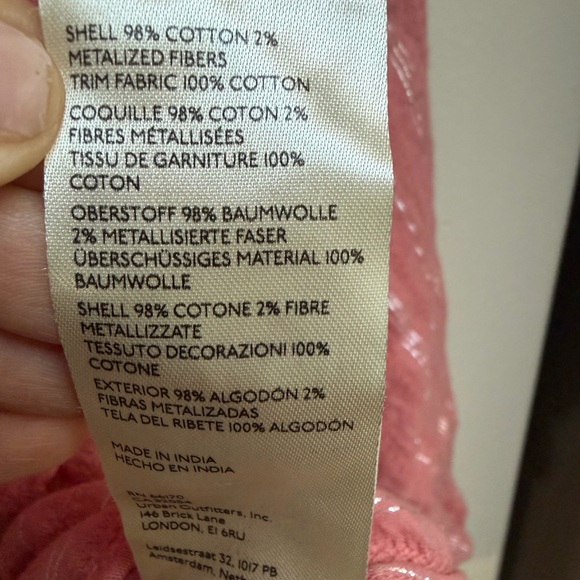 SHELL 98% COTTON 2%
METALIZED FIBERS
TRIM FABRIC 100% COTTON
COQUILLE 98% COTON 2%
FIBRES MÉTALLISÉES
TISSU DE GARNITURE 100%
COTON
OBERSTOFF 98% BAUMWOLLE
2% METALLISIERTE FASER
ÜBERSCHÜSSIGES MATERIAL 100%
BAUMWOLLE
SHELL 98% COTONE 2% FIBRE
METALLIZZATE
TESSUTO DECORAZIONI 100%
COTONE
EXTERIOR 98% ALGODÓN 2%
FIBRAS METALIZADAS
TELA DEL RIBETE 100% ALGODÓN
MADE IN INDIA
HECHO EN INDIA
RN 66170
Urban Outfitters, Inc.
146 Brick Lane
LONDON, E1 6RU
Leidsestraat 32, 1017 PB
Amsterdam,